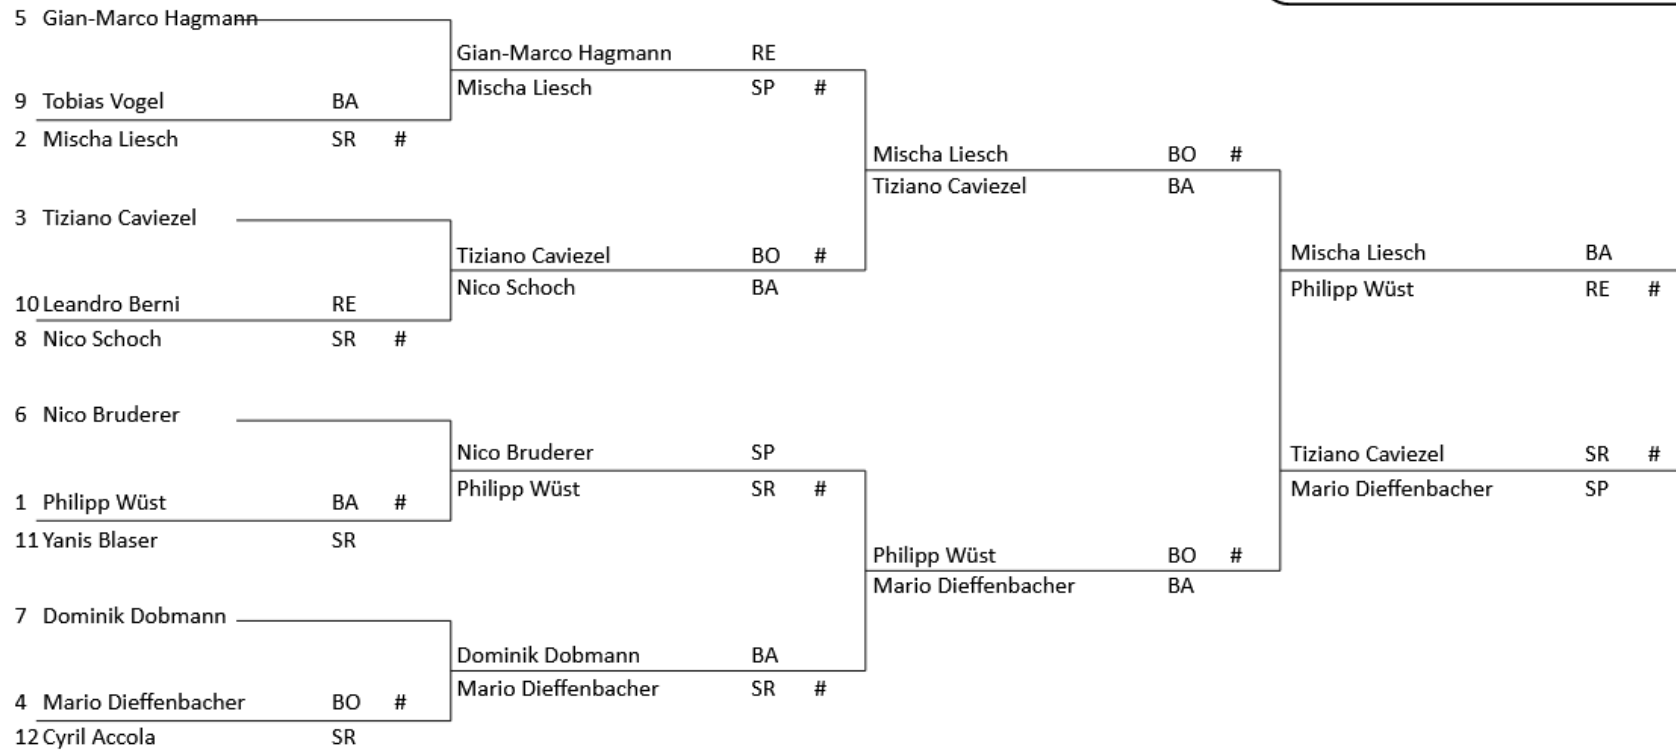 5 Gian-Marco Hagmann
9 Tobias Vogel BA
2 Mischa Liesch SR #
3 Tiziano Caviezel
10 Leandro Berni RE
8 Nico Schoch SR #
6 Nico Bruderer
1 Philipp Wüst BA #
11 Yanis Blaser SR
7 Dominik Dobmann
4 Mario Dieffenbacher BO #
12 Cyril Accola SR
Gian-Marco Hagmann RE
Mischa Liesch SP #
Tiziano Caviezel BO #
Nico Schoch BA
Nico Bruderer SP
Philipp Wüst SR #
Dominik Dobmann BA
Mario Dieffenbacher SR #
Mischa Liesch BO #
Tiziano Caviezel BA
Philipp Wüst BO #
Mario Dieffenbacher BA
Mischa Liesch BA
Philipp Wüst RE #
Tiziano Caviezel SR #
Mario Dieffenbacher SP